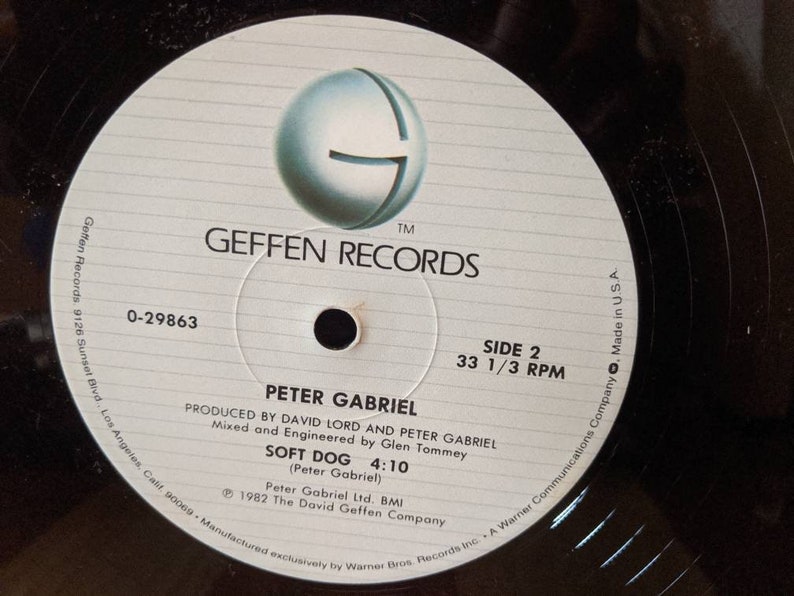 TM
GEFFEN RECORDS
0-29863
SIDE 2
33 1/3 RPM
PETER GABRIEL
PRODUCED BY DAVID LORD AND PETER GABRIEL
Mixed and Engineered by Glen Tommey
SOFT DOG 4:10
(Peter Gabriel)
Peter Gabriel Ltd. BMI
℗ 1982 The David Geffen Company
Geffen Records. 9126 Sunset Blvd., Los Angeles, Calif. 90069 • Manufactured exclusively by Warner Bros. Records Inc. • A Warner Communications Company, Made in U.S.A.